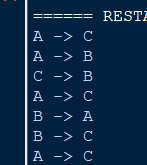 ====== RESTA
A -> C
A -> B
C -> B
A -> C
B -> A
B -> C
A -> C